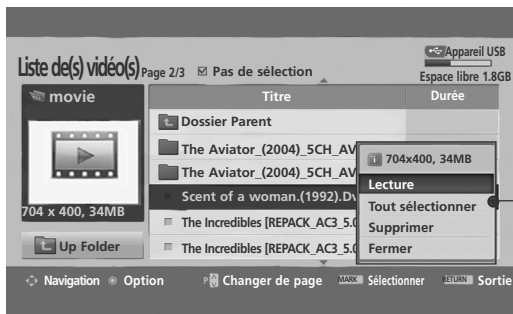 Appareil USB
Liste de(s) vidéo(s) Page 2/3 Pas de sélection
Espace libre 1.8GB
movie
Titre Durée
Dossier Parent
The Aviator_(2004)_5CH_AV
The Aviator_(2004)_5CH_AV
Scent of a woman.(1992).Dv
The Incredibles [REPACK_AC3_5.0
The Incredibles [REPACK_AC3_5.0
704 x 400, 34MB
Up Folder
704x400, 34MB
Lecture
Tout sélectionner
Supprimer
Fermer
Navigation Option P Changer de page MARK Sélectionner RETURN Sortie